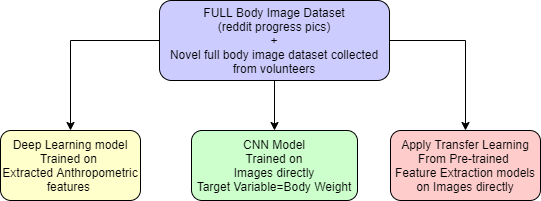 FULL Body Image Dataset
(reddit progress pics)
+
Novel full body image dataset collected
from volunteers
Deep Learning model
Trained on
Extracted Anthropometric
features
CNN Model
Trained on
Images directly
Target Variable=Body Weight
Apply Transfer Learning
From Pre-trained
Feature Extraction models
on Images directly